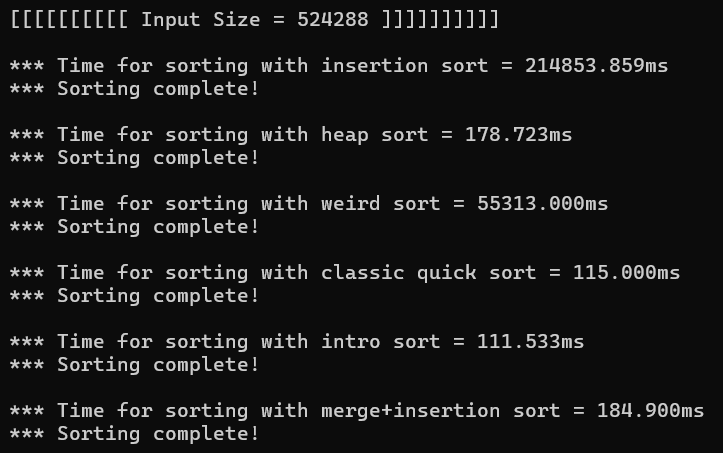 [[[[[[[[[[ Input Size = 524288 ]]]]]]]]]]
*** Time for sorting with insertion sort = 214853.859ms
*** Sorting complete!
*** Time for sorting with heap sort = 178.723ms
*** Sorting complete!
*** Time for sorting with weird sort = 55313.000ms
*** Sorting complete!
*** Time for sorting with classic quick sort = 115.000ms
*** Sorting complete!
*** Time for sorting with intro sort = 111.533ms
*** Sorting complete!
*** Time for sorting with merge+insertion sort = 184.900ms
*** Sorting complete!